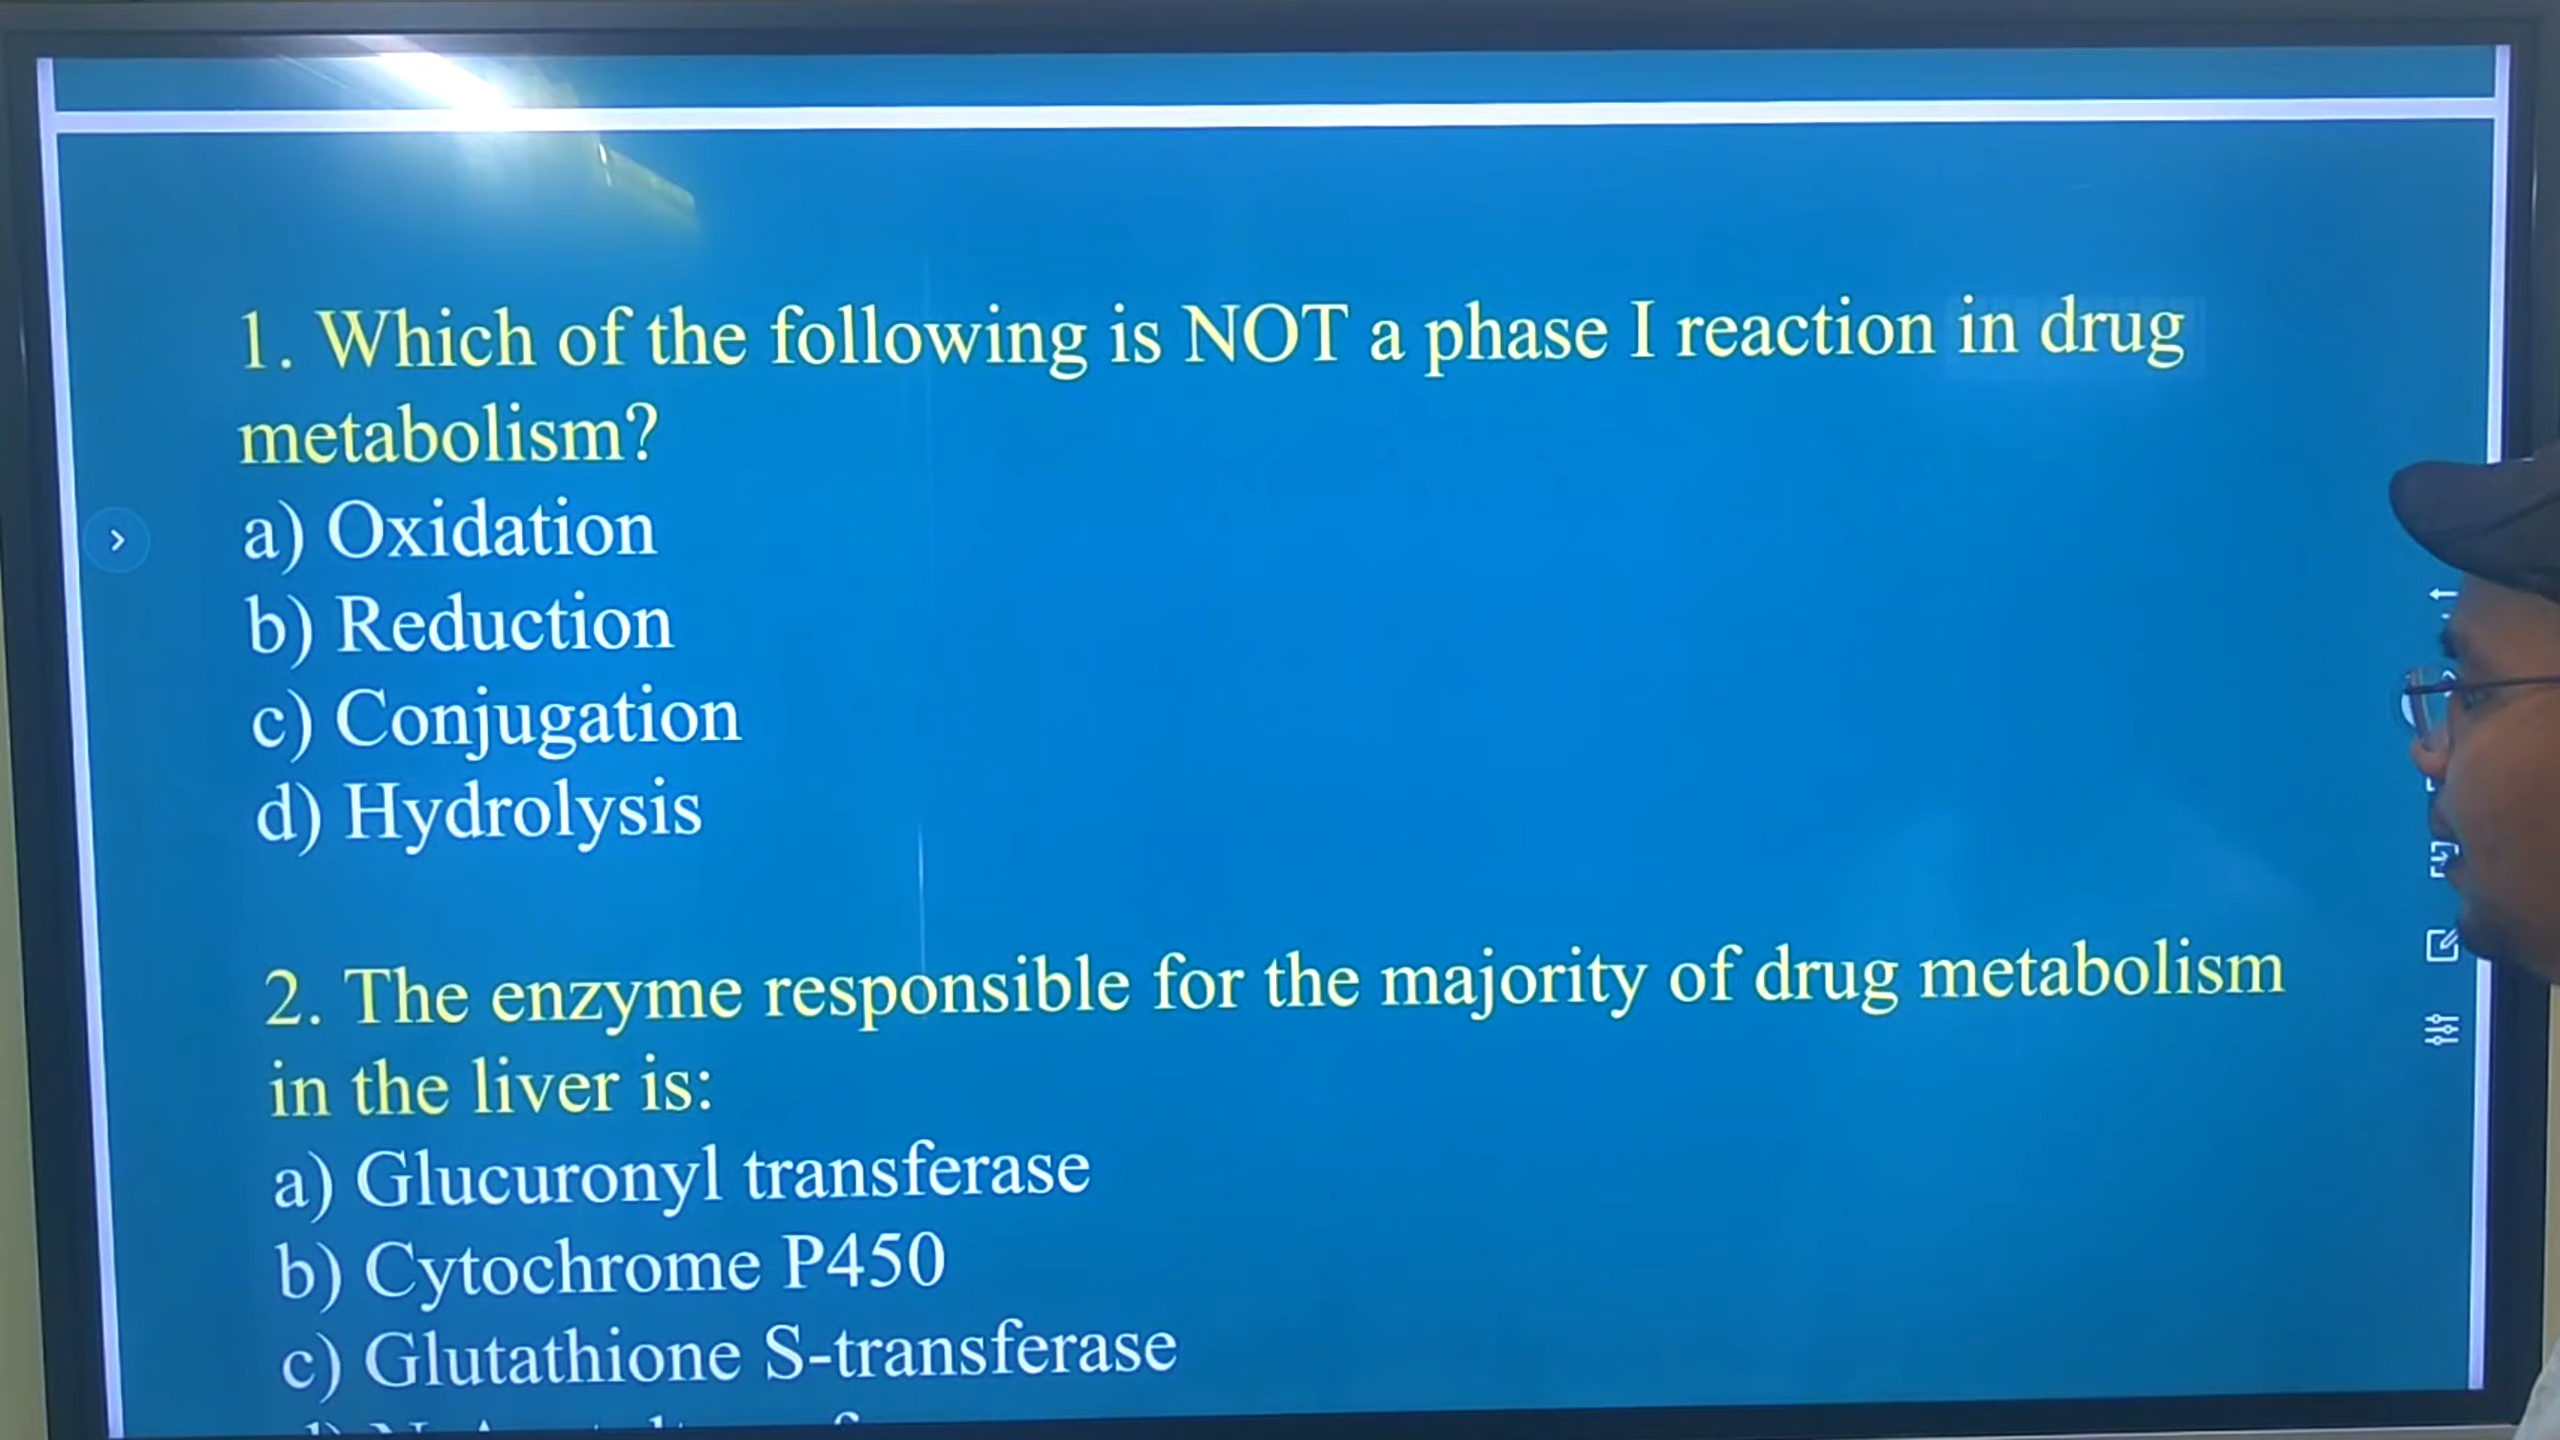 1. Which of the following is NOT a phase I reaction in drug
metabolism?
a) Oxidation
b) Reduction
c) Conjugation
d) Hydrolysis
2. The enzyme responsible for the majority of drug metabolism
in the liver is:
a) Glucuronyl transferase
b) Cytochrome P450
c) Glutathione S-transferase